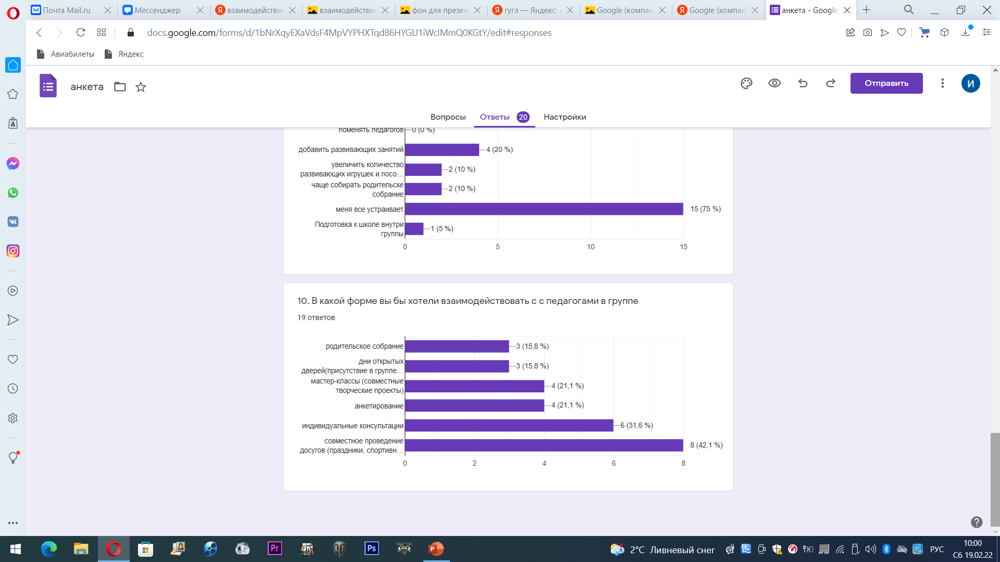 Почта Mail.ru
Мессенджер
взаимодействие
взаимодействие
фон для презен
гугл — Яндекс:
Google (компан
Google (компан
анкета - Google
docs.google.com/forms/d/1bNrXqyEXaVdsF4MpVYPHXTqd86HYGU1iWcIMmQ0KGtY/edit#responses
Авиабилеты
Яндекс
анкета
Отправить
И
Вопросы
Ответы 20
Настройки
поменять педагогов
0 (0 %)
добавить развивающих занятий
4 (20 %)
увеличить количество
развивающих игрушек и посо…
2 (10 %)
чаще собирать родительске
собрание
2 (10 %)
меня все устраивает
15 (75 %)
Подготовка к школе внутри
группы
1 (5 %)
0 5 10 15
10. В какой форме вы бы хотели взаимодействовать с с педагогами в группе
19 ответов
родительское собрание
3 (15,8 %)
дни открытых
дверей(присутствие в группе…
3 (15,8 %)
мастер-классы (совместные
творческие проекты)
4 (21,1 %)
анкетирование
4 (21,1 %)
индивидуальные консультации
6 (31,6 %)
совместное проведение
досугов (праздники, спортивн…
8 (42,1 %)
0 2 4 6 8
Pr
Ps
P
2°C Ливневый снег
РУС
10:00
Сб 19.02.22